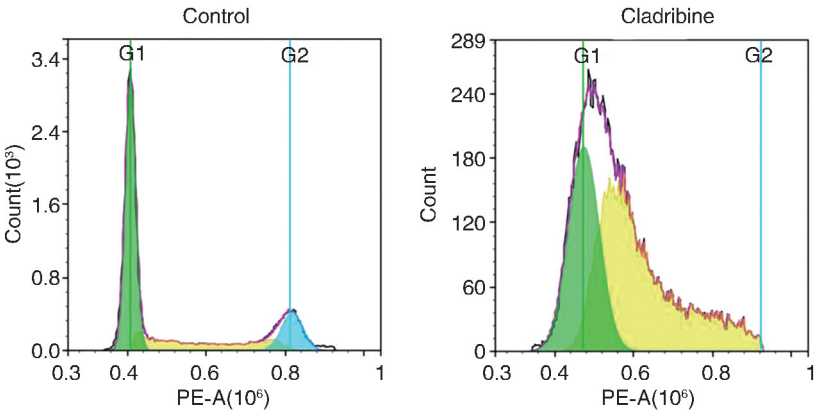 Control
G1
G2
3.4
2.4
1.6
0.8
0.0
Count(10³)
0.3 0.4 0.6 0.8 1
PE-A(10⁶)
Cladribine
G1
G2
289
240
180
120
60
0
Count
0.3 0.4 0.6 0.8 1
PE-A(10⁶)